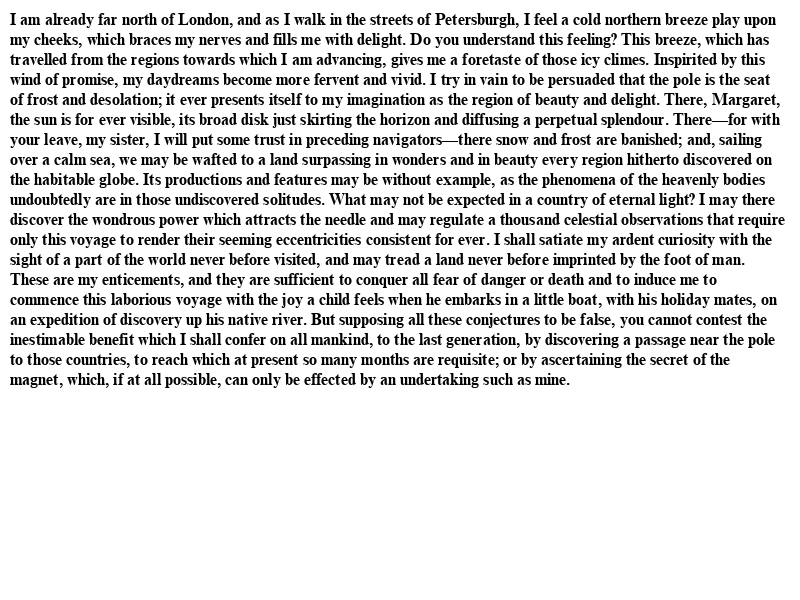 I am already far north of London, and as I walk in the streets of Petersburgh, I feel a cold northern breeze play upon
my cheeks, which braces my nerves and fills me with delight. Do you understand this feeling? This breeze, which has
travelled from the regions towards which I am advancing, gives me a foretaste of those icy climes. Inspirited by this
wind of promise, my daydreams become more fervent and vivid. I try in vain to be persuaded that the pole is the seat
of frost and desolation; it ever presents itself to my imagination as the region of beauty and delight. There, Margaret,
the sun is for ever visible, its broad disk just skirting the horizon and diffusing a perpetual splendour. There—for with
your leave, my sister, I will put some trust in preceding navigators—there snow and frost are banished; and, sailing
over a calm sea, we may be wafted to a land surpassing in wonders and in beauty every region hitherto discovered on
the habitable globe. Its productions and features may be without example, as the phenomena of the heavenly bodies
undoubtedly are in those undiscovered solitudes. What may not be expected in a country of eternal light? I may there
discover the wondrous power which attracts the needle and may regulate a thousand celestial observations that require
only this voyage to render their seeming eccentricities consistent for ever. I shall satiate my ardent curiosity with the
sight of a part of the world never before visited, and may tread a land never before imprinted by the foot of man.
These are my enticements, and they are sufficient to conquer all fear of danger or death and to induce me to
commence this laborious voyage with the joy a child feels when he embarks in a little boat, with his holiday mates, on
an expedition of discovery up his native river. But supposing all these conjectures to be false, you cannot contest the
inestimable benefit which I shall confer on all mankind, to the last generation, by discovering a passage near the pole
to those countries, to reach which at present so many months are requisite; or by ascertaining the secret of the
magnet, which, if at all possible, can only be effected by an undertaking such as mine.